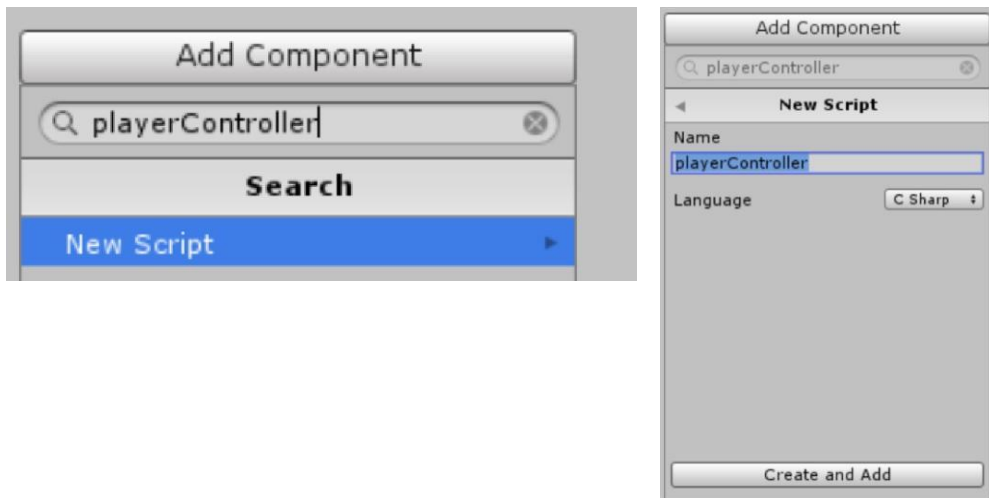 Add Component
playerController
Search
New Script
Add Component
playerController
New Script
Name
playerController
Language
C Sharp
Create and Add